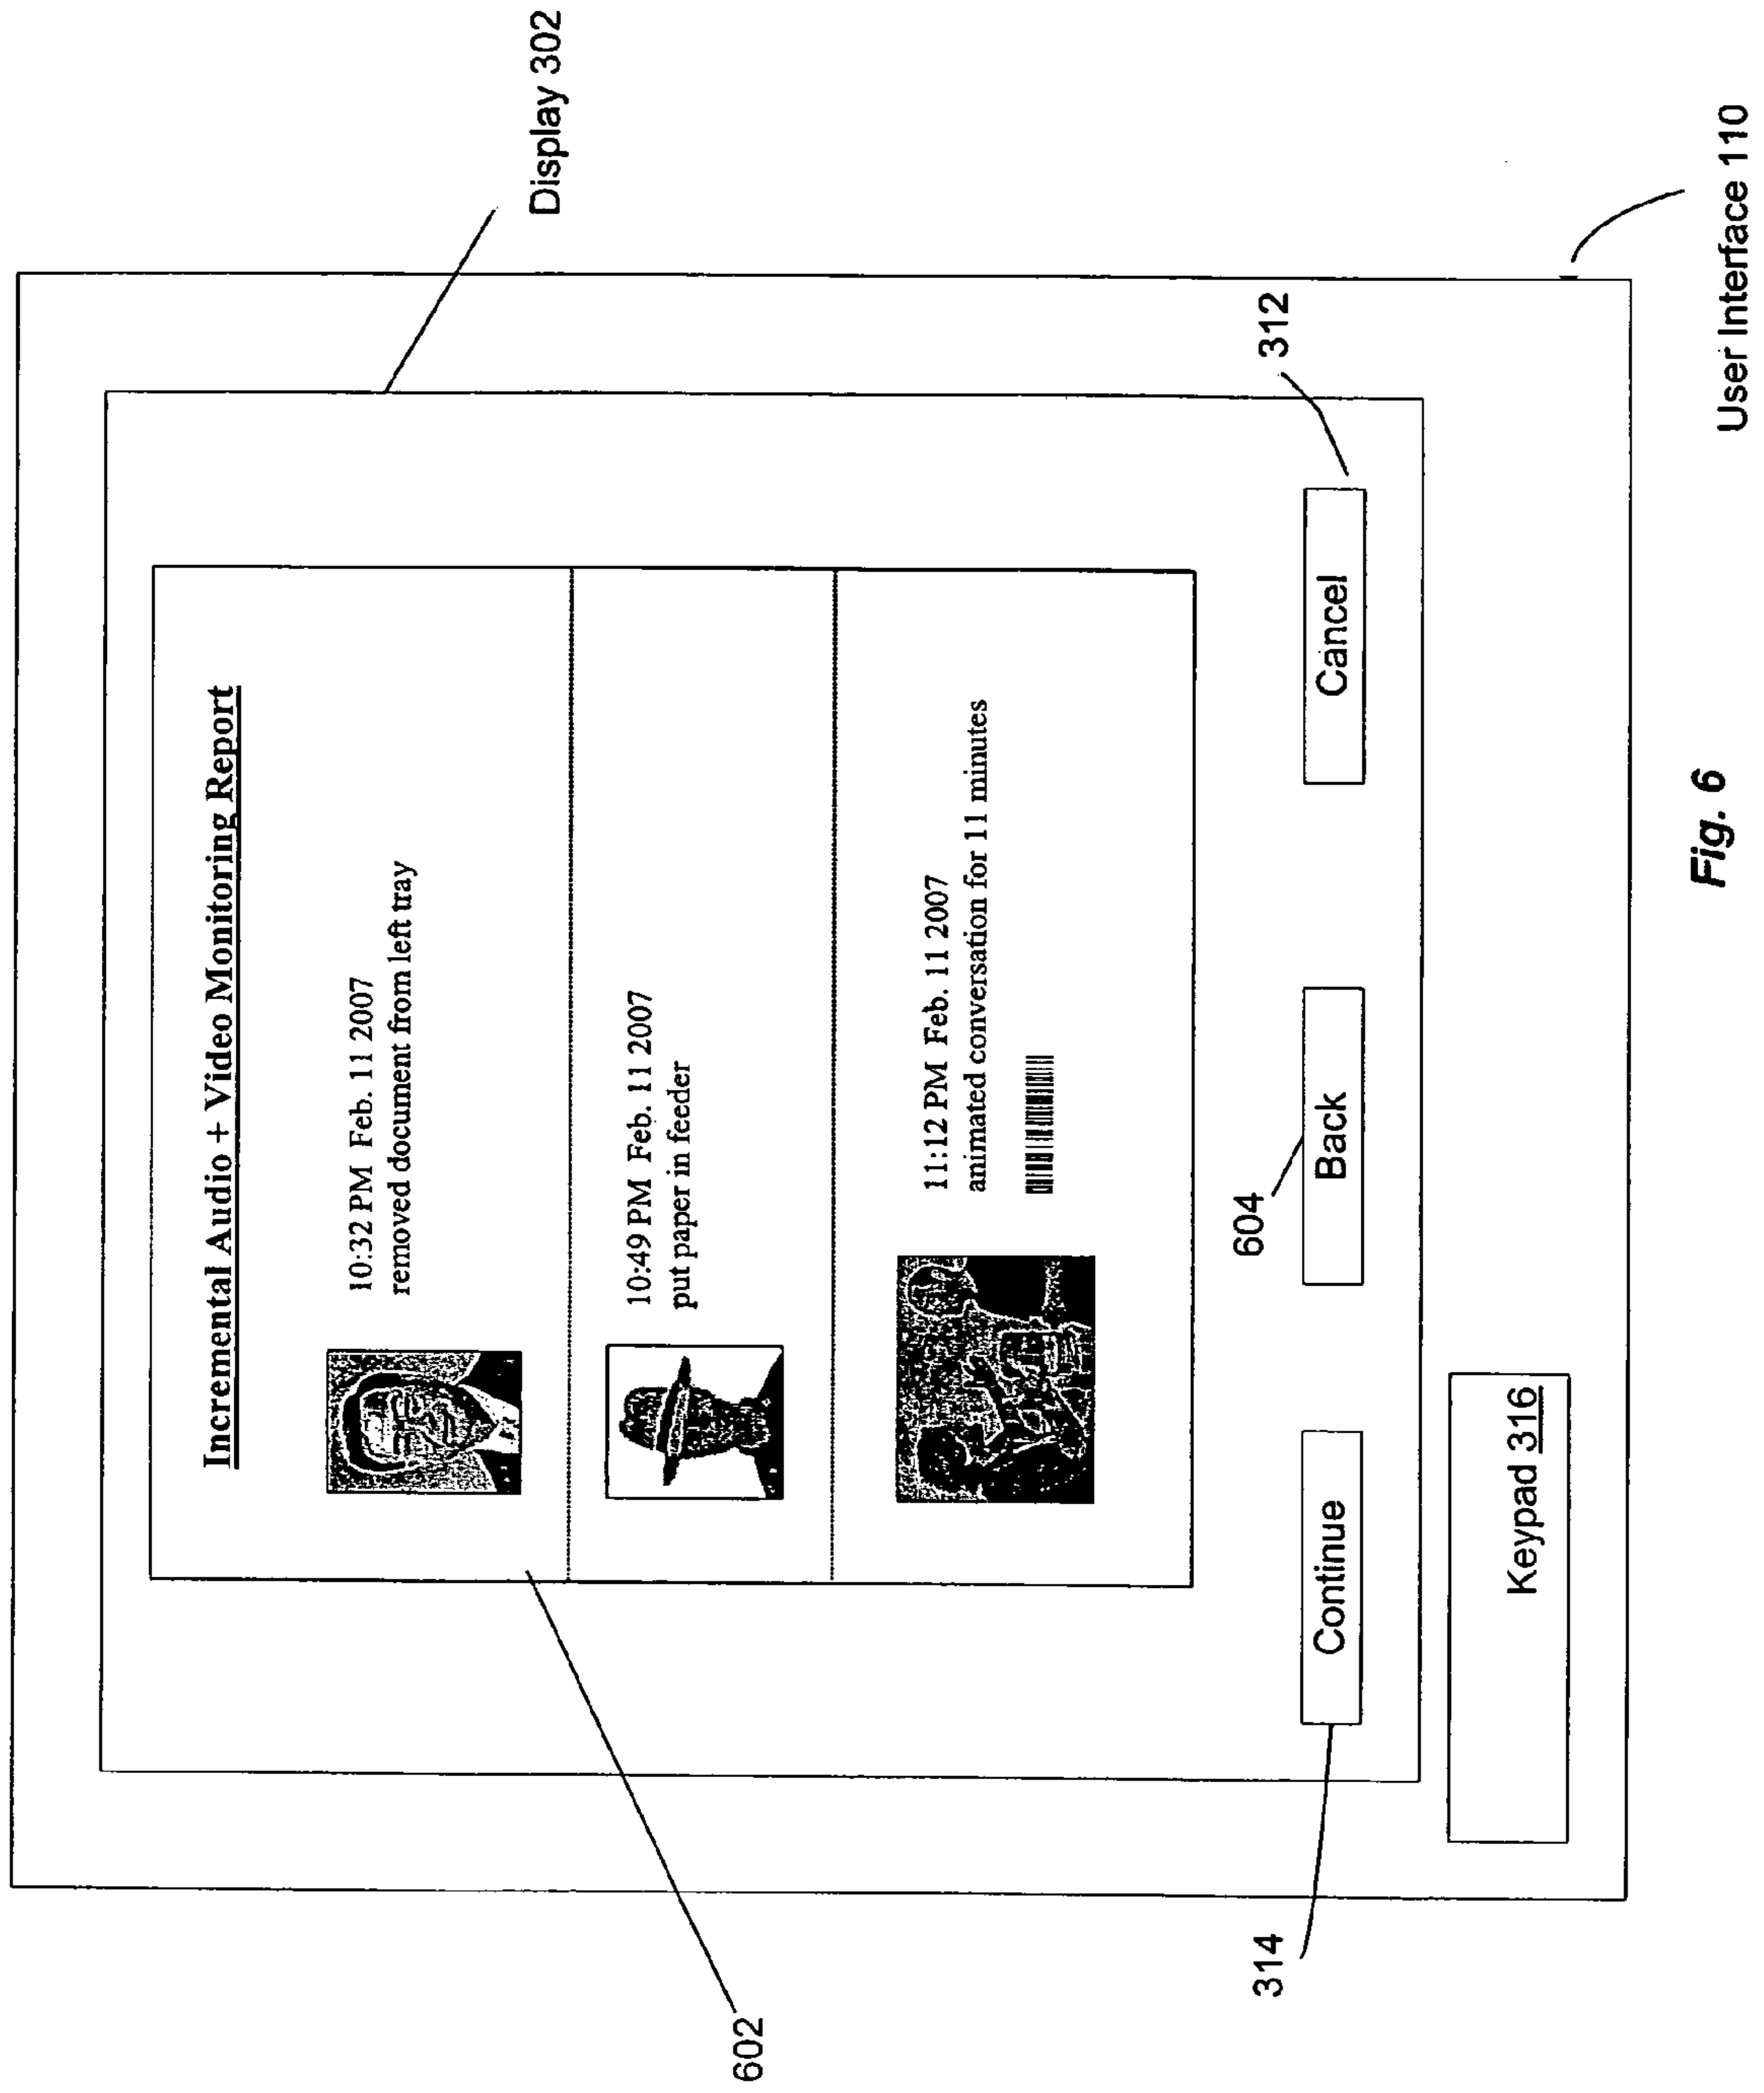 Display 302
Incremental Audio + Video Monitoring Report
10:32 PM Feb. 11 2007
removed document from left tray
10:49 PM Feb. 11 2007
put paper in feeder
11:12 PM Feb. 11 2007
animated conversation for 11 minutes
602
604
312
314
Continue
Back
Cancel
Keypad 316
User Interface 110
Fig. 6